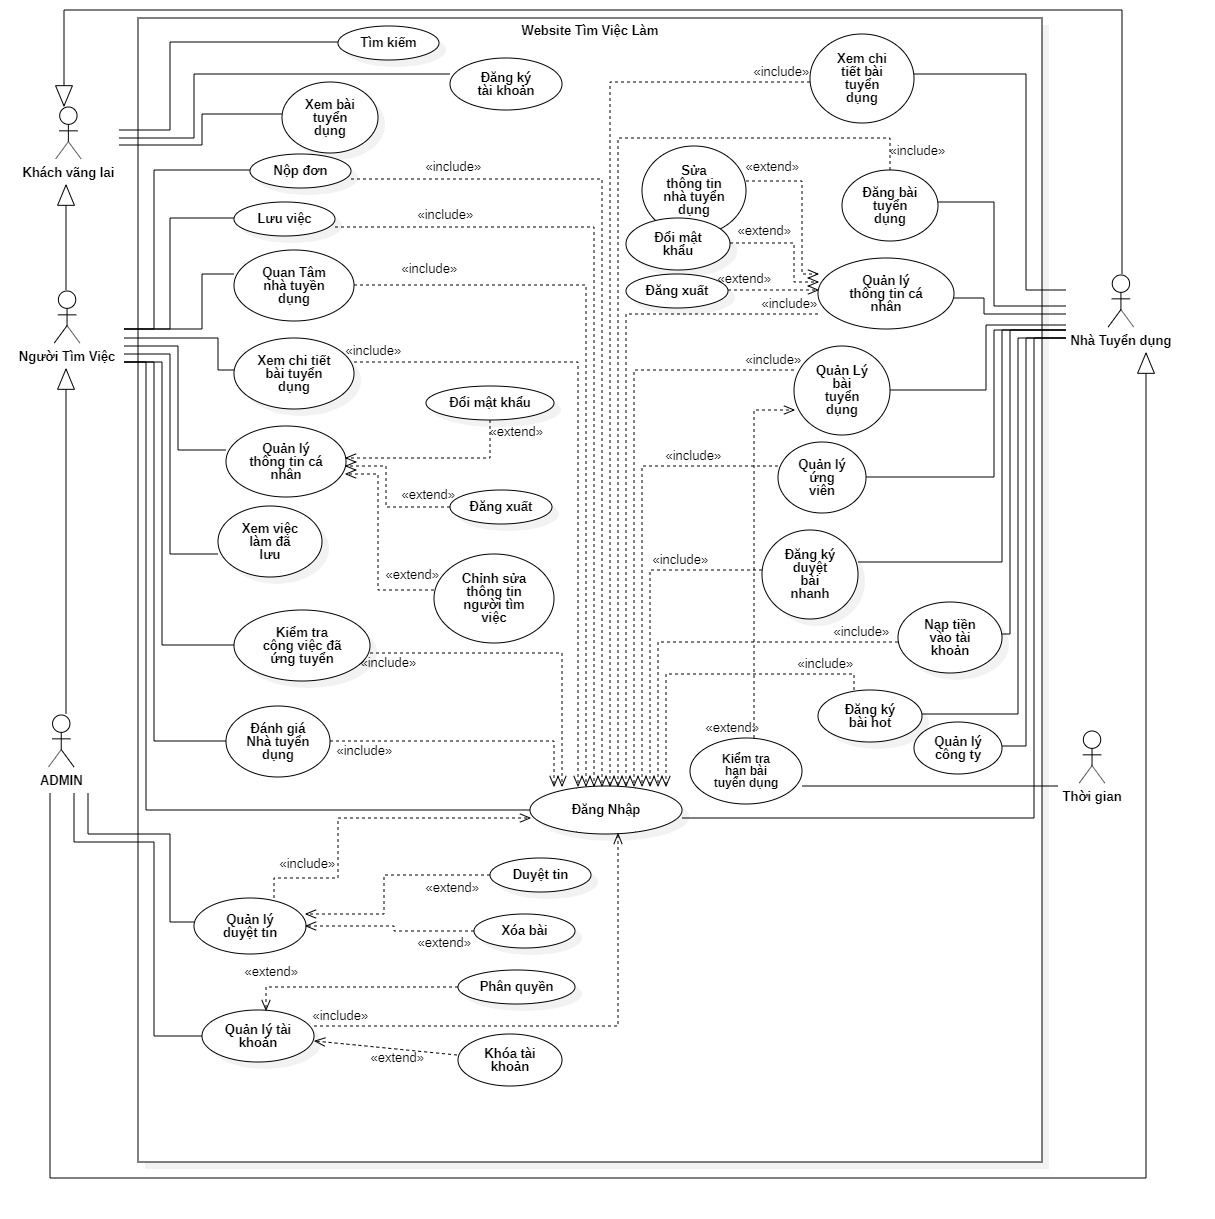 Website Tìm Việc Làm
Tìm kiếm
Đăng ký
tài khoản
Xem bài
tuyển
dụng
Khách vãng lai
Nộp đơn
«include»
Lưu việc
«include»
Quan Tâm
nhà tuyền
dụng
«include»
Người Tìm Việc
Xem chi tiết
bài tuyển
dụng
«include»
Đổi mật khẩu
«extend»
Quản lý
thông tin cá
nhân
Đăng xuất
«extend»
Xem việc
làm đã
lưu
Chỉnh sửa
thông tin
người tìm
việc
«extend»
Kiểm tra
công việc đã
ứng tuyển
«include»
Đánh giá
Nhà tuyển
dụng
«include»
ADMIN
Xem chi
tiết bài
tuyển
dụng
«include»
«include»
Đăng bài
tuyển
dụng
Sửa
thông tin
nhà tuyển
dụng
«extend»
Đổi mật
khẩu
«extend»
Đăng xuất
«extend»
Quản lý
thông tin cá
nhân
«include»
Nhà Tuyển dụng
Quản Lý
bài
tuyển
dụng
«include»
Quản lý
ứng
viên
«include»
Đăng ký
duyệt
bài
nhanh
«include»
Nạp tiền
vào tài
khoản
«include»
Đăng ký
bài hot
«include»
Quản lý
công ty
Kiểm tra
hạn bài
tuyển dụng
«extend»
Thời gian
Đăng Nhập
«include»
Duyệt tin
«extend»
Quản lý
duyệt tin
Xóa bài
«extend»
Phân quyền
«extend»
Quản lý tài
khoản
«include»
Khóa tài
khoản
«extend»